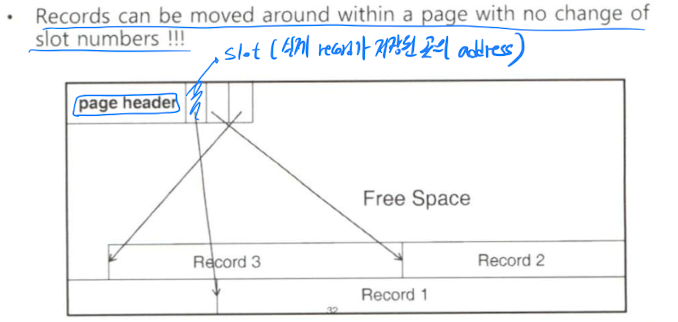 • Records can be moved around within a page with no change of
slot numbers !!!
slot (실제 record가 저장된 곳의 address)
page header
Free Space
Record 3
Record 2
Record 1
32